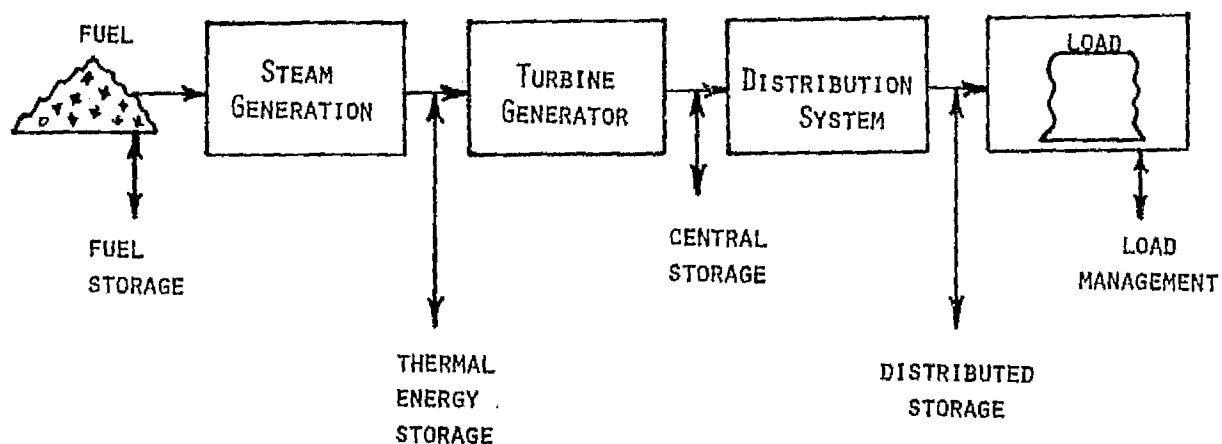 FUEL
STEAM
GENERATION
TURBINE
GENERATOR
DISTRIBUTION
SYSTEM
LOAD
FUEL
STORAGE
THERMAL
ENERGY
STORAGE
CENTRAL
STORAGE
DISTRIBUTED
STORAGE
LOAD
MANAGEMENT